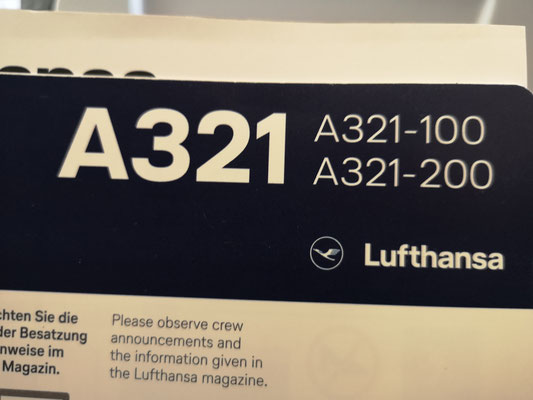 A321
A321-100
A321-200
Lufthansa
chten Sie die
der Besatzung
nweise im
Magazin.
Please observe crew
announcements and
the information given in
the Lufthansa magazine.